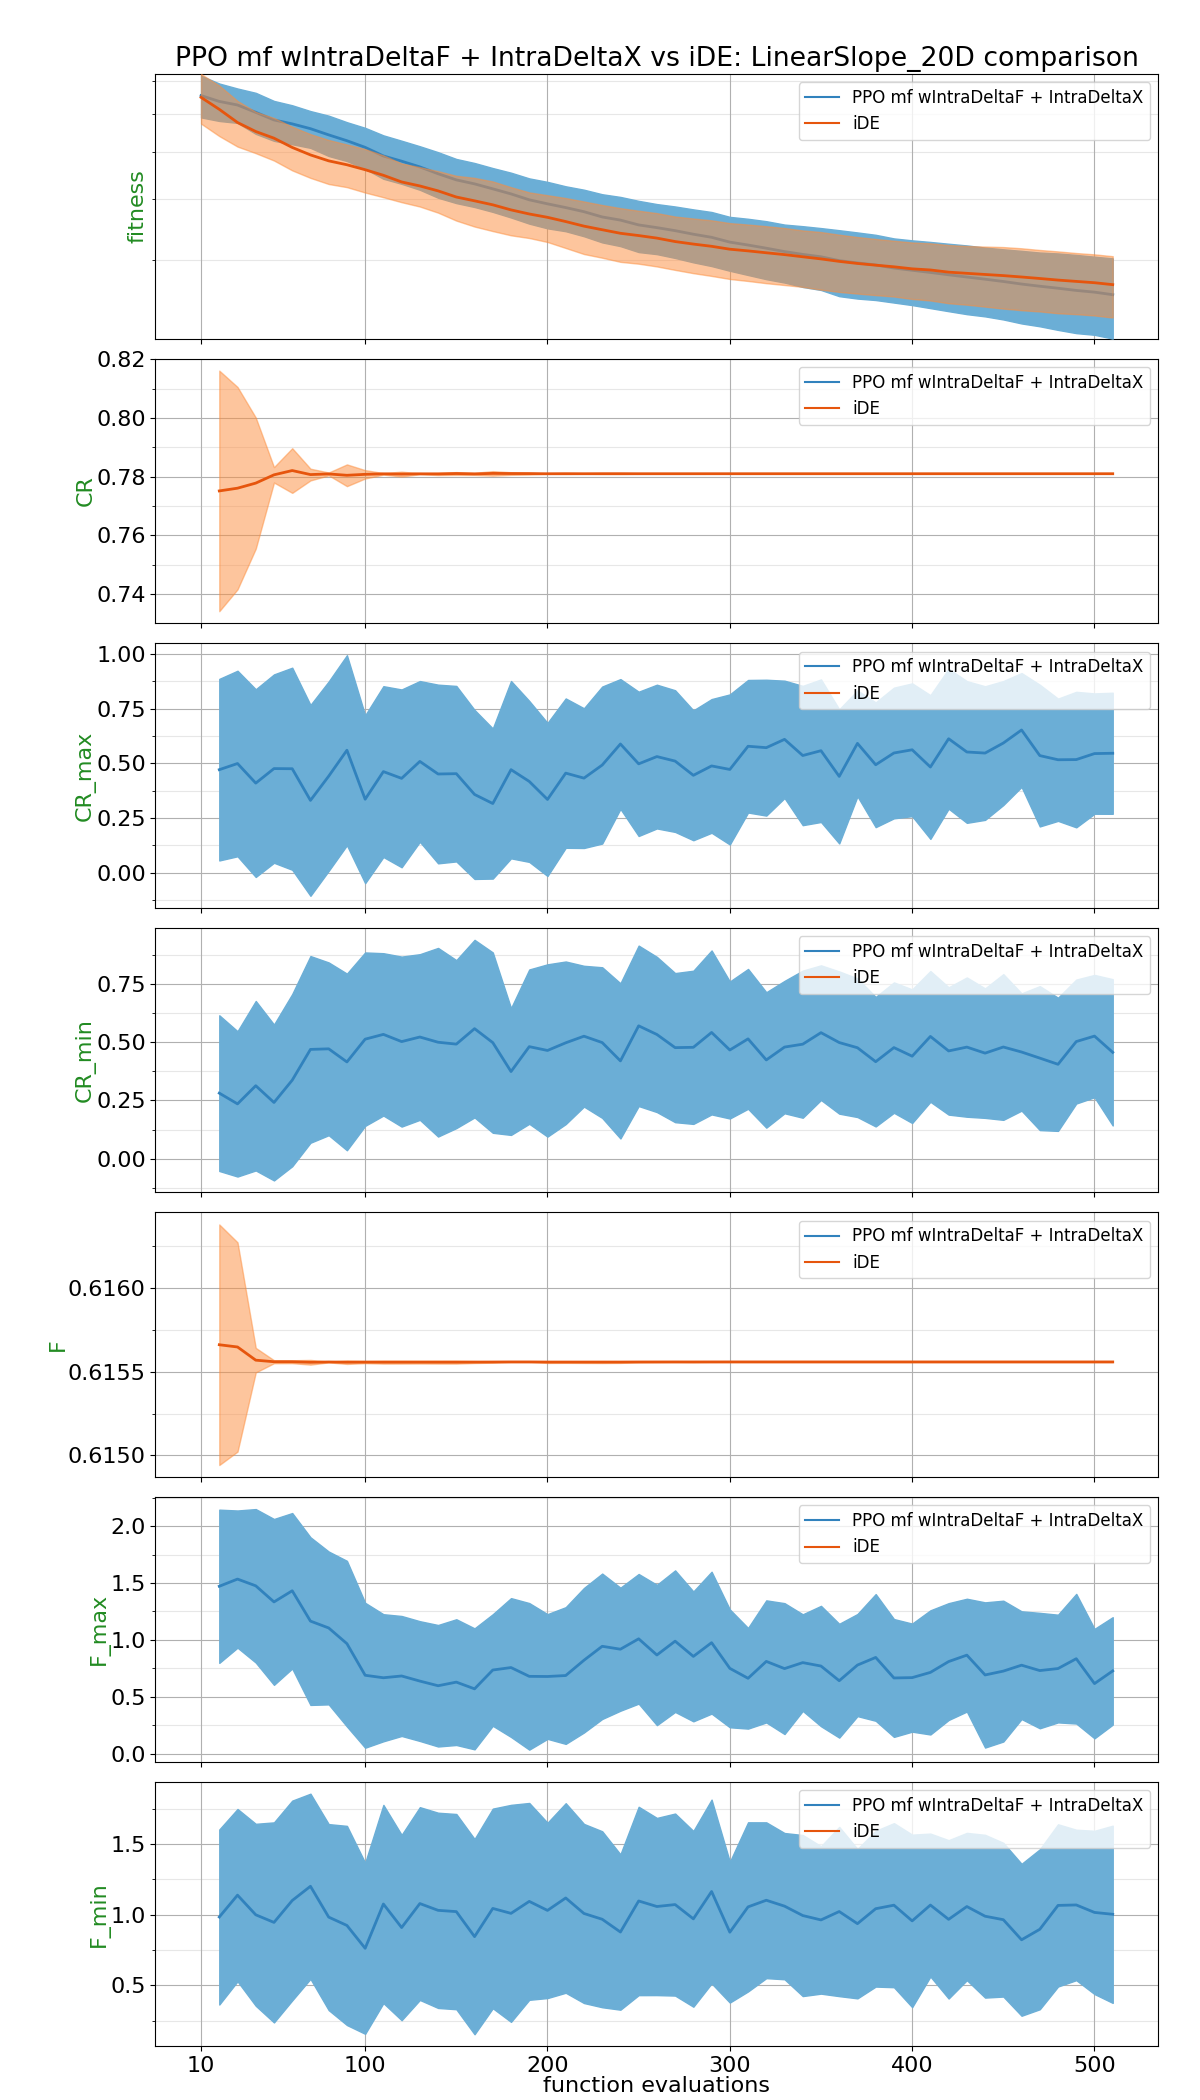 PPO mf wIntraDeltaF + IntraDeltaX vs iDE: LinearSlope_20D comparison
fitness
PPO mf wIntraDeltaF + IntraDeltaX
iDE
CR
0.82
0.80
0.78
0.76
0.74
PPO mf wIntraDeltaF + IntraDeltaX
iDE
CR_max
1.00
0.75
0.50
0.25
0.00
PPO mf wIntraDeltaF + IntraDeltaX
iDE
CR_min
0.75
0.50
0.25
0.00
PPO mf wIntraDeltaF + IntraDeltaX
iDE
F
0.6160
0.6155
0.6150
PPO mf wIntraDeltaF + IntraDeltaX
iDE
F_max
2.0
1.5
1.0
0.5
0.0
PPO mf wIntraDeltaF + IntraDeltaX
iDE
F_min
1.5
1.0
0.5
PPO mf wIntraDeltaF + IntraDeltaX
iDE
10 100 200 300 400 500
function evaluations